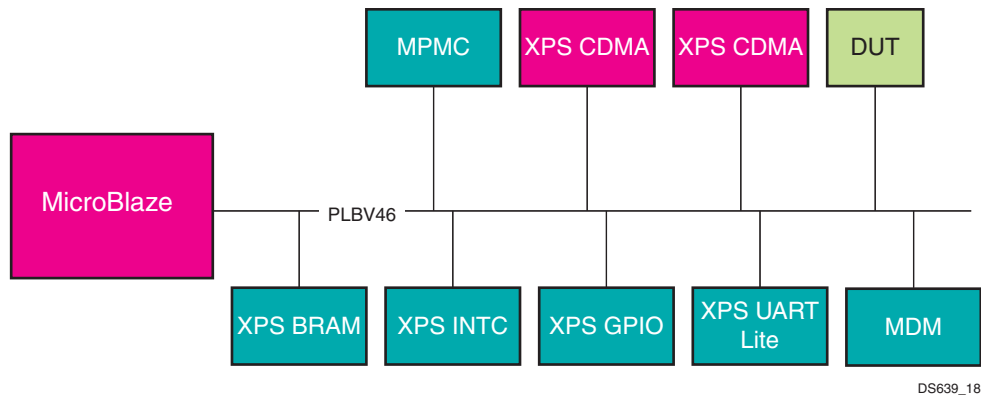 MPMC
XPS CDMA
XPS CDMA
DUT
MicroBlaze
PLBV46
XPS BRAM
XPS INTC
XPS GPIO
XPS UART
Lite
MDM
DS639_18